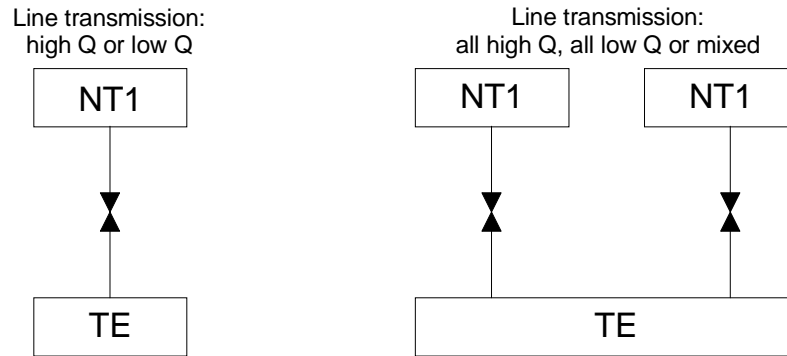 Line transmission:
high Q or low Q
NT1
TE
Line transmission:
all high Q, all low Q or mixed
NT1
NT1
TE